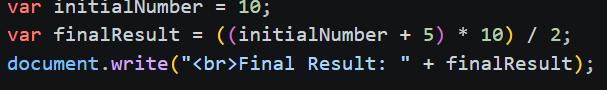 var initialNumber = 10;
var finalResult = ((initialNumber + 5) * 10) / 2;
document.write("<br>Final Result: " + finalResult);